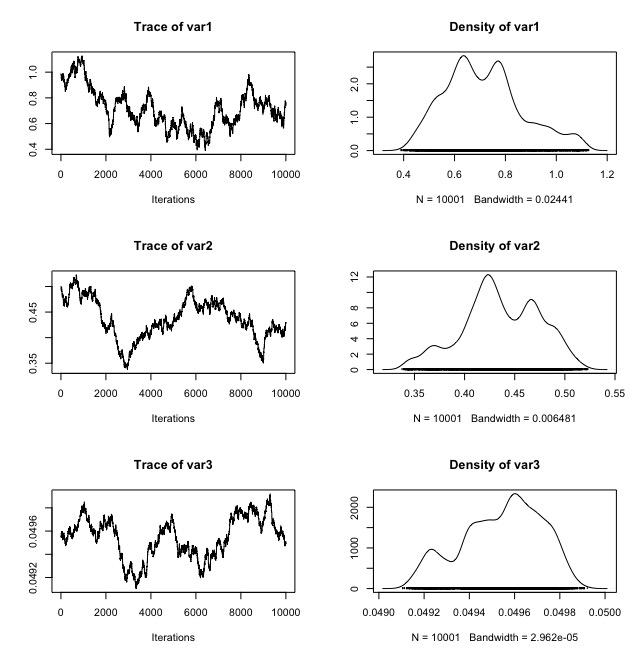 Trace of var1
Density of var1
0.4 0.6 0.8 1.0
0 2000 4000 6000 8000 10000
Iterations
0.0 1.0 2.0
0.4 0.6 0.8 1.0 1.2
N = 10001 Bandwidth = 0.02441
Trace of var2
Density of var2
0.35 0.45
0 2000 4000 6000 8000 10000
Iterations
0 2 4 6 8 12
0.35 0.40 0.45 0.50 0.55
N = 10001 Bandwidth = 0.006481
Trace of var3
Density of var3
0.0492 0.0496
0 2000 4000 6000 8000 10000
Iterations
0 1000 2000
0.0490 0.0492 0.0494 0.0496 0.0498 0.0500
N = 10001 Bandwidth = 2.962e-05